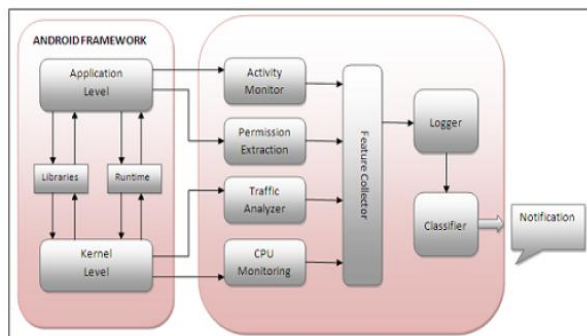 ANDROID FRAMEWORK
Application
Level
Libraries
Runtime
Kernel
Level
Activity
Monitor
Permission
Extraction
Traffic
Analyzer
CPU
Monitoring
Feature Collector
Logger
Classifier
Notification